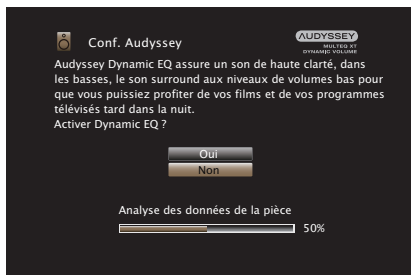 Conf. Audyssey
AUDYSSEY
MULTEQ XT
DYNAMIC VOLUME
Audyssey Dynamic EQ assure un son de haute clarté, dans
les basses, le son surround aux niveaux de volumes bas pour
que vous puissiez profiter de vos films et de vos programmes
télévisés tard dans la nuit.
Activer Dynamic EQ ?
Oui
Non
Analyse des données de la pièce
50%